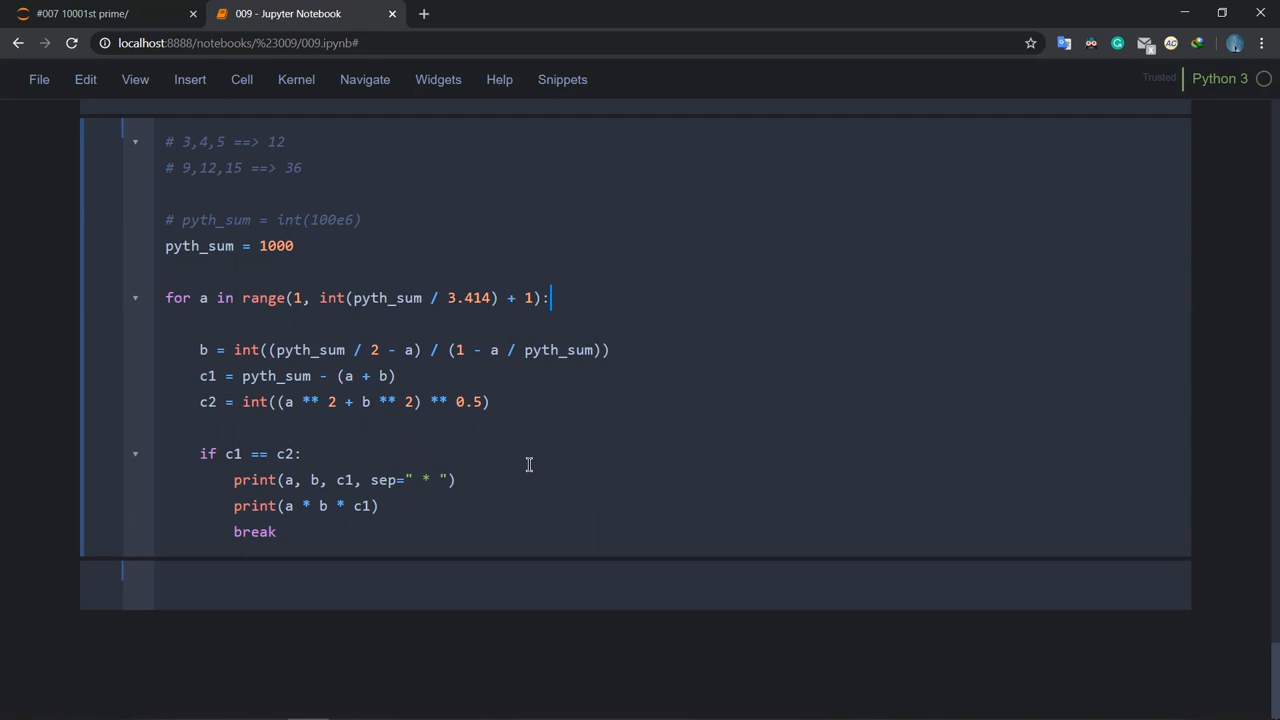 #007 10001st prime/
009 - Jupyter Notebook
localhost:8888/notebooks/%23009/009.ipynb#
File Edit View Insert Cell Kernel Navigate Widgets Help Snippets Trusted Python 3
# 3,4,5 ==> 12
# 9,12,15 ==> 36
# pyth_sum = int(100e6)
pyth_sum = 1000
for a in range(1, int(pyth_sum / 3.414) + 1):
b = int((pyth_sum / 2 - a) / (1 - a / pyth_sum))
c1 = pyth_sum - (a + b)
c2 = int((a ** 2 + b ** 2) ** 0.5)
if c1 == c2:
print(a, b, c1, sep=" * ")
print(a * b * c1)
break